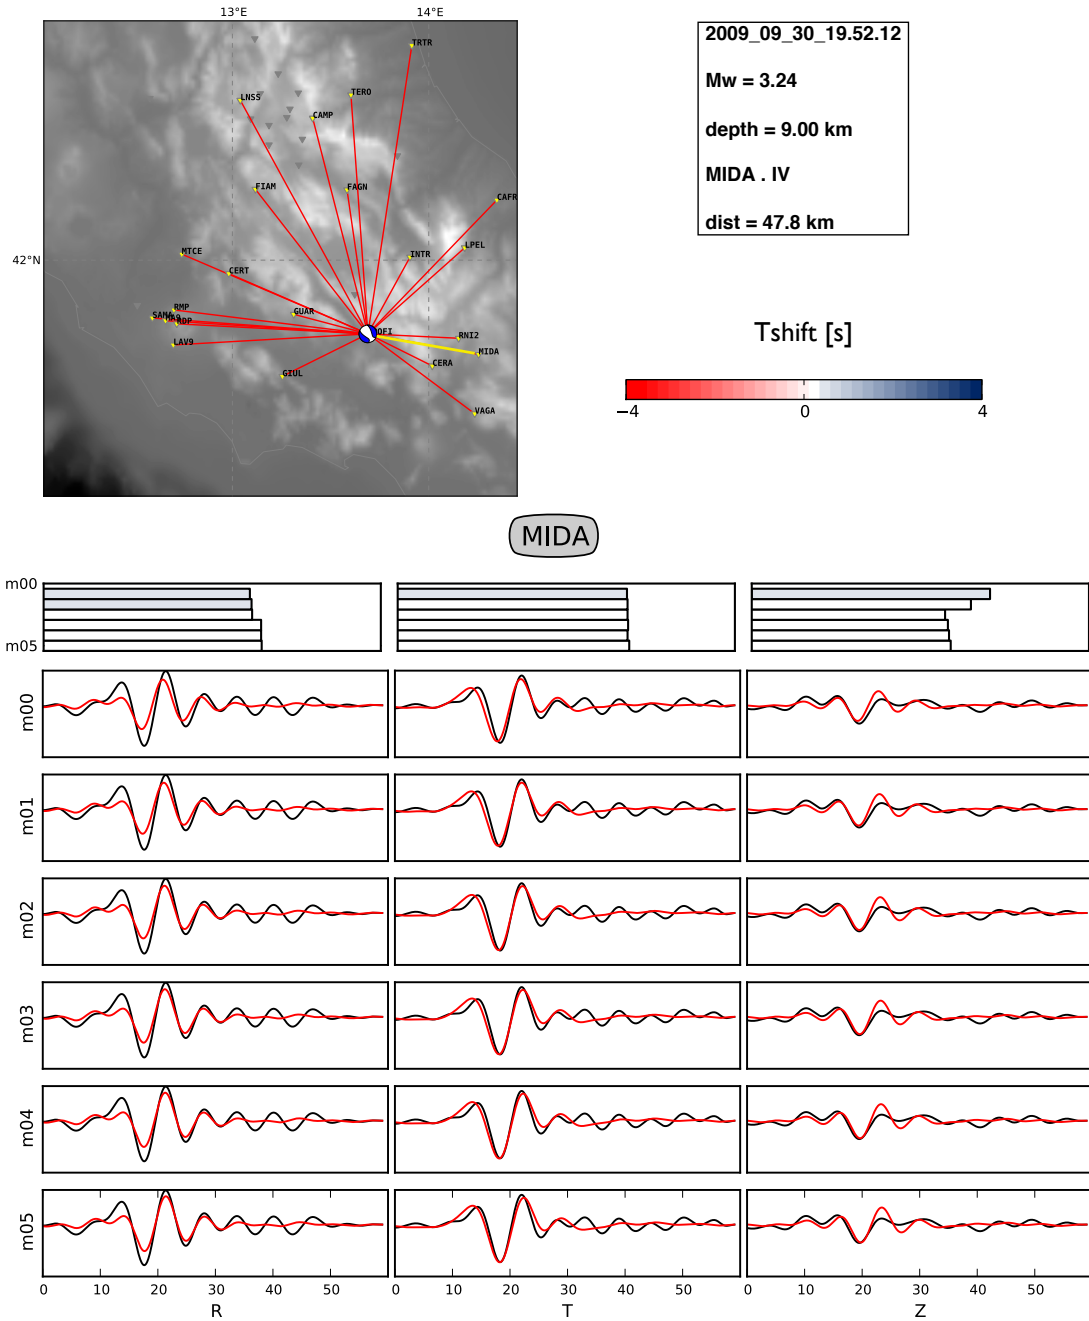 13°E 14°E
42°N
TRTR
LNSS
TERO
CAMP
FIAM
FAGN
CAFR
LPEL
INTR
MTCE
CERT
RMP
GUAR
LAV9
RNI2
MIDA
CERA
GIUL
VAGA
2009_09_30_19.52.12
Mw = 3.24
depth = 9.00 km
MIDA . IV
dist = 47.8 km
Tshift [s]
−4 0 4
MIDA
m00
m05
m00
m01
m02
m03
m04
m05
0 10 20 30 40 50
0 10 20 30 40 50
0 10 20 30 40 50
R T Z